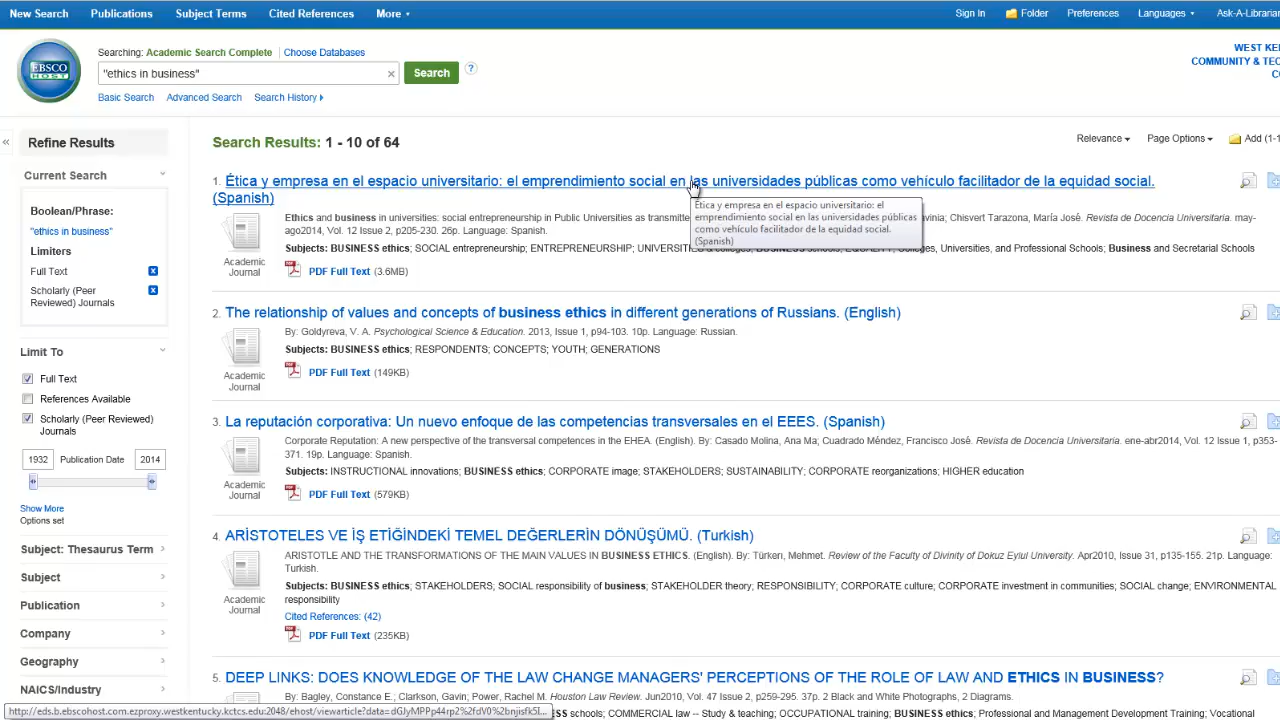 New Search Publications Subject Terms Cited References More Sign In Folder Preferences Languages Ask-A-Librarian
Searching: Academic Search Complete Choose Databases
WEST KE
COMMUNITY & TEC
EBSCO
HOST
"ethics in business" × Search ?
Basic Search Advanced Search Search History
« Refine Results
Current Search
Boolean/Phrase:
"ethics in business"
Limiters
Full Text x
Scholarly (Peer x
Reviewed) Journals
Limit To
Full Text
References Available
Scholarly (Peer Reviewed)
Journals
1932 Publication Date 2014
Show More
Options set
Subject: Thesaurus Term
Subject
Publication
Company
Geography
NAICS/Industry
Search Results: 1 - 10 of 64
Relevance Page Options Add (1-1
1. Ética y empresa en el espacio universitario: el emprendimiento social en las universidades públicas como vehículo facilitador de la equidad social.
(Spanish)
Ethics and business in universities: social entrepreneurship in Public Universities as transmitte
vinia; Chisvert Tarazona, María José. Revista de Docencia Universitaria. may-
ago2014, Vol. 12 Issue 2, p205-230. 26p. Language: Spanish.
Ética y empresa en el espacio universitario: el
emprendimiento social en las universidades públicas
como vehículo facilitador de la equidad social.
(Spanish)
Subjects: BUSINESS ethics; SOCIAL entrepreneurship; ENTREPRENEURSHIP; Colleges, Universities, and Professional Schools; Business and Secretarial Schools
Academic
Journal
PDF Full Text (3.6MB)
2. The relationship of values and concepts of business ethics in different generations of Russians. (English)
By: Goldyreva, V. A. Psychological Science & Education. 2013, Issue 1, p94-103. 10p. Language: Russian.
Subjects: BUSINESS ethics; RESPONDENTS; CONCEPTS; YOUTH; GENERATIONS
Academic
Journal
PDF Full Text (149KB)
3. La reputación corporativa: Un nuevo enfoque de las competencias transversales en el EEES. (Spanish)
Corporate Reputation: A new perspective of the transversal competences in the EHEA. (English). By: Casado Molina, Ana Ma; Cuadrado Méndez, Francisco José. Revista de Docencia Universitaria. ene-abr2014, Vol. 12 Issue 1, p353-
371. 19p. Language: Spanish.
Subjects: INSTRUCTIONAL innovations; BUSINESS ethics; CORPORATE image; STAKEHOLDERS; SUSTAINABILITY; CORPORATE reorganizations; HIGHER education
Academic
Journal
PDF Full Text (579KB)
4. ARİSTOTELES VE İŞ ETİĞİNDEKİ TEMEL DEĞERLERİN DÖNÜŞÜMÜ. (Turkish)
ARISTOTLE AND THE TRANSFORMATIONS OF THE MAIN VALUES IN BUSINESS ETHICS. (English). By: Türkeri, Mehmet. Review of the Faculty of Divinity of Dokuz Eylul University. Apr2010, Issue 31, p135-155. 21p. Language:
Turkish.
Subjects: BUSINESS ethics; STAKEHOLDERS; SOCIAL responsibility of business; STAKEHOLDER theory; RESPONSIBILITY; CORPORATE culture; CORPORATE investment in communities; SOCIAL change; ENVIRONMENTAL
responsibility
Academic
Journal
Cited References: (42)
PDF Full Text (235KB)
5. DEEP LINKS: DOES KNOWLEDGE OF THE LAW CHANGE MANAGERS' PERCEPTIONS OF THE ROLE OF LAW AND ETHICS IN BUSINESS?
By: Bagley, Constance E.; Clarkson, Gavin; Power, Rachel M. Houston Law Review. Jun2010, Vol. 47 Issue 2, p259-295. 37p. 2 Black and White Photographs, 2 Diagrams.
SS schools; COMMERCIAL law -- Study & teaching; OCCUPATIONAL training; BUSINESS ethics; Professional and Management Development Training; Vocational